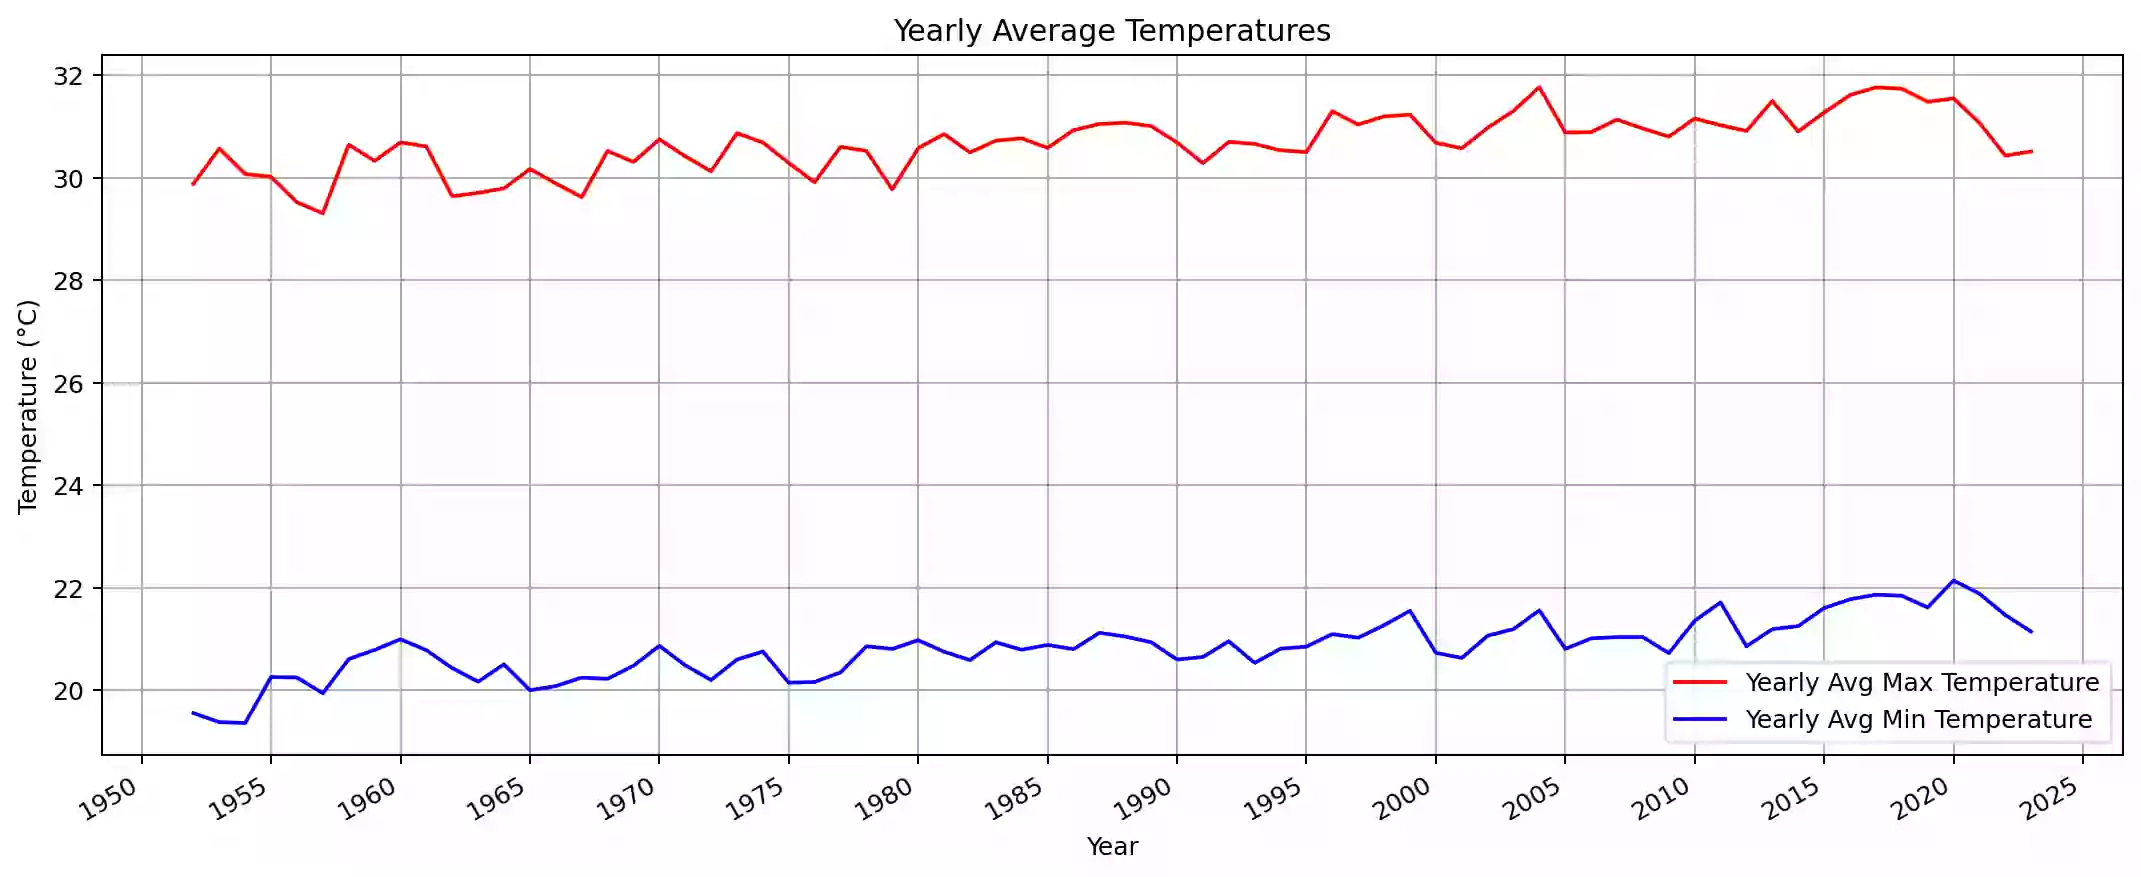 Yearly Average Temperatures
32
30
28
26
24
22
20
Temperature (°C)
Yearly Avg Max Temperature
Yearly Avg Min Temperature
1950 1955 1960 1965 1970 1975 1980 1985 1990 1995 2000 2005 2010 2015 2020 2025
Year